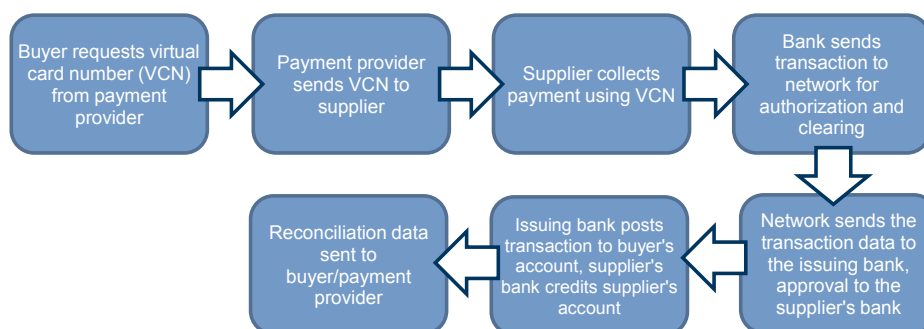 Buyer requests virtual
card number (VCN)
from payment
provider
Payment provider
sends VCN to
supplier
Supplier collects
payment using VCN
Bank sends
transaction to
network for
authorization and
clearing
Network sends the
transaction data to
the issuing bank,
approval to the
supplier's bank
Issuing bank posts
transaction to buyer's
account, supplier's
bank credits supplier's
account
Reconciliation data
sent to
buyer/payment
provider